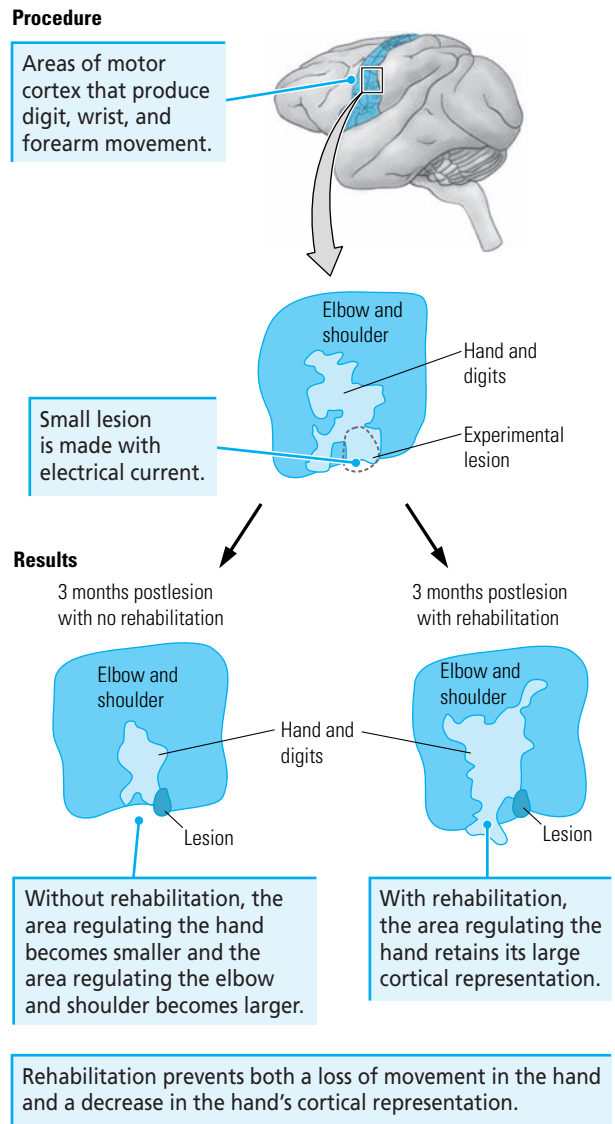 Procedure
Areas of motor
cortex that produce
digit, wrist, and
forearm movement.
Elbow and
shoulder
Hand and
digits
Small lesion
is made with
electrical current.
Experimental
lesion
Results
3 months postlesion
with no rehabilitation
3 months postlesion
with rehabilitation
Elbow and
shoulder
Elbow and
shoulder
Hand and
digits
Lesion
Lesion
Without rehabilitation, the
area regulating the hand
becomes smaller and the
area regulating the elbow
and shoulder becomes larger.
With rehabilitation,
the area regulating the
hand retains its large
cortical representation.
Rehabilitation prevents both a loss of movement in the hand
and a decrease in the hand’s cortical representation.